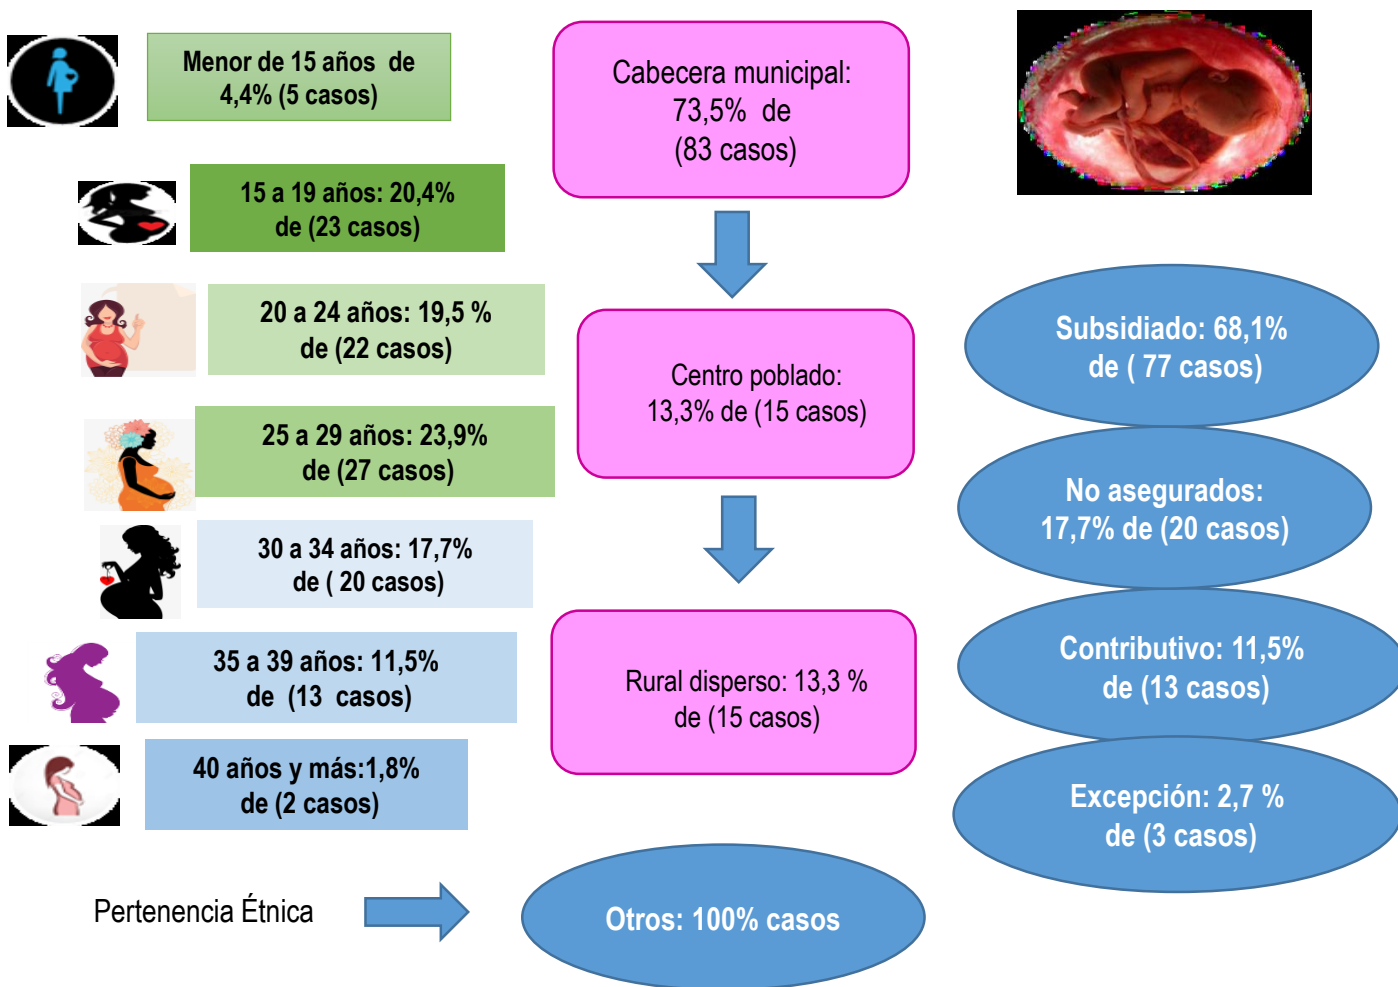 Menor de 15 años de
4,4% (5 casos)
15 a 19 años: 20,4%
de (23 casos)
20 a 24 años: 19,5 %
de (22 casos)
25 a 29 años: 23,9%
de (27 casos)
30 a 34 años: 17,7%
de ( 20 casos)
35 a 39 años: 11,5%
de (13 casos)
40 años y más:1,8%
de (2 casos)
Cabecera municipal:
73,5% de
(83 casos)
Centro poblado:
13,3% de (15 casos)
Rural disperso: 13,3 %
de (15 casos)
Subsidiado: 68,1%
de ( 77 casos)
No asegurados:
17,7% de (20 casos)
Contributivo: 11,5%
de (13 casos)
Excepción: 2,7 %
de (3 casos)
Pertenencia Étnica
Otros: 100% casos